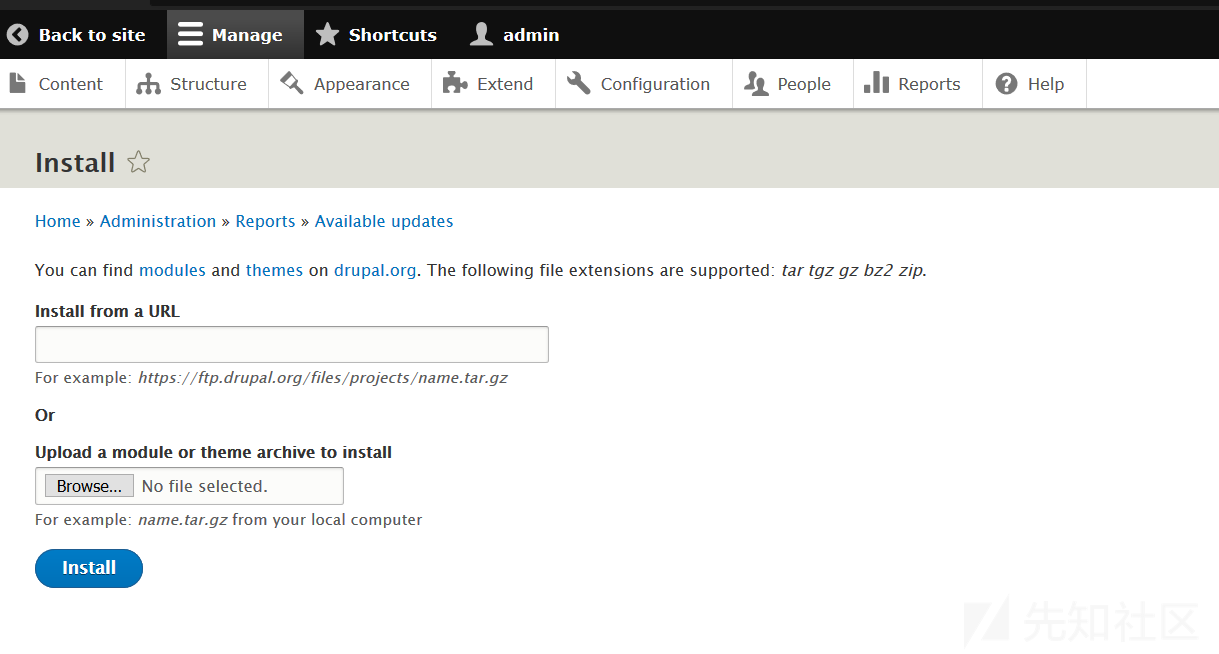 Back to site Manage Shortcuts admin
Content Structure Appearance Extend Configuration People Reports Help
Install
Home » Administration » Reports » Available updates
You can find modules and themes on drupal.org. The following file extensions are supported: tar tgz gz bz2 zip.
Install from a URL
For example: https://ftp.drupal.org/files/projects/name.tar.gz
Or
Upload a module or theme archive to install
Browse... No file selected.
For example: name.tar.gz from your local computer
Install
先知社区